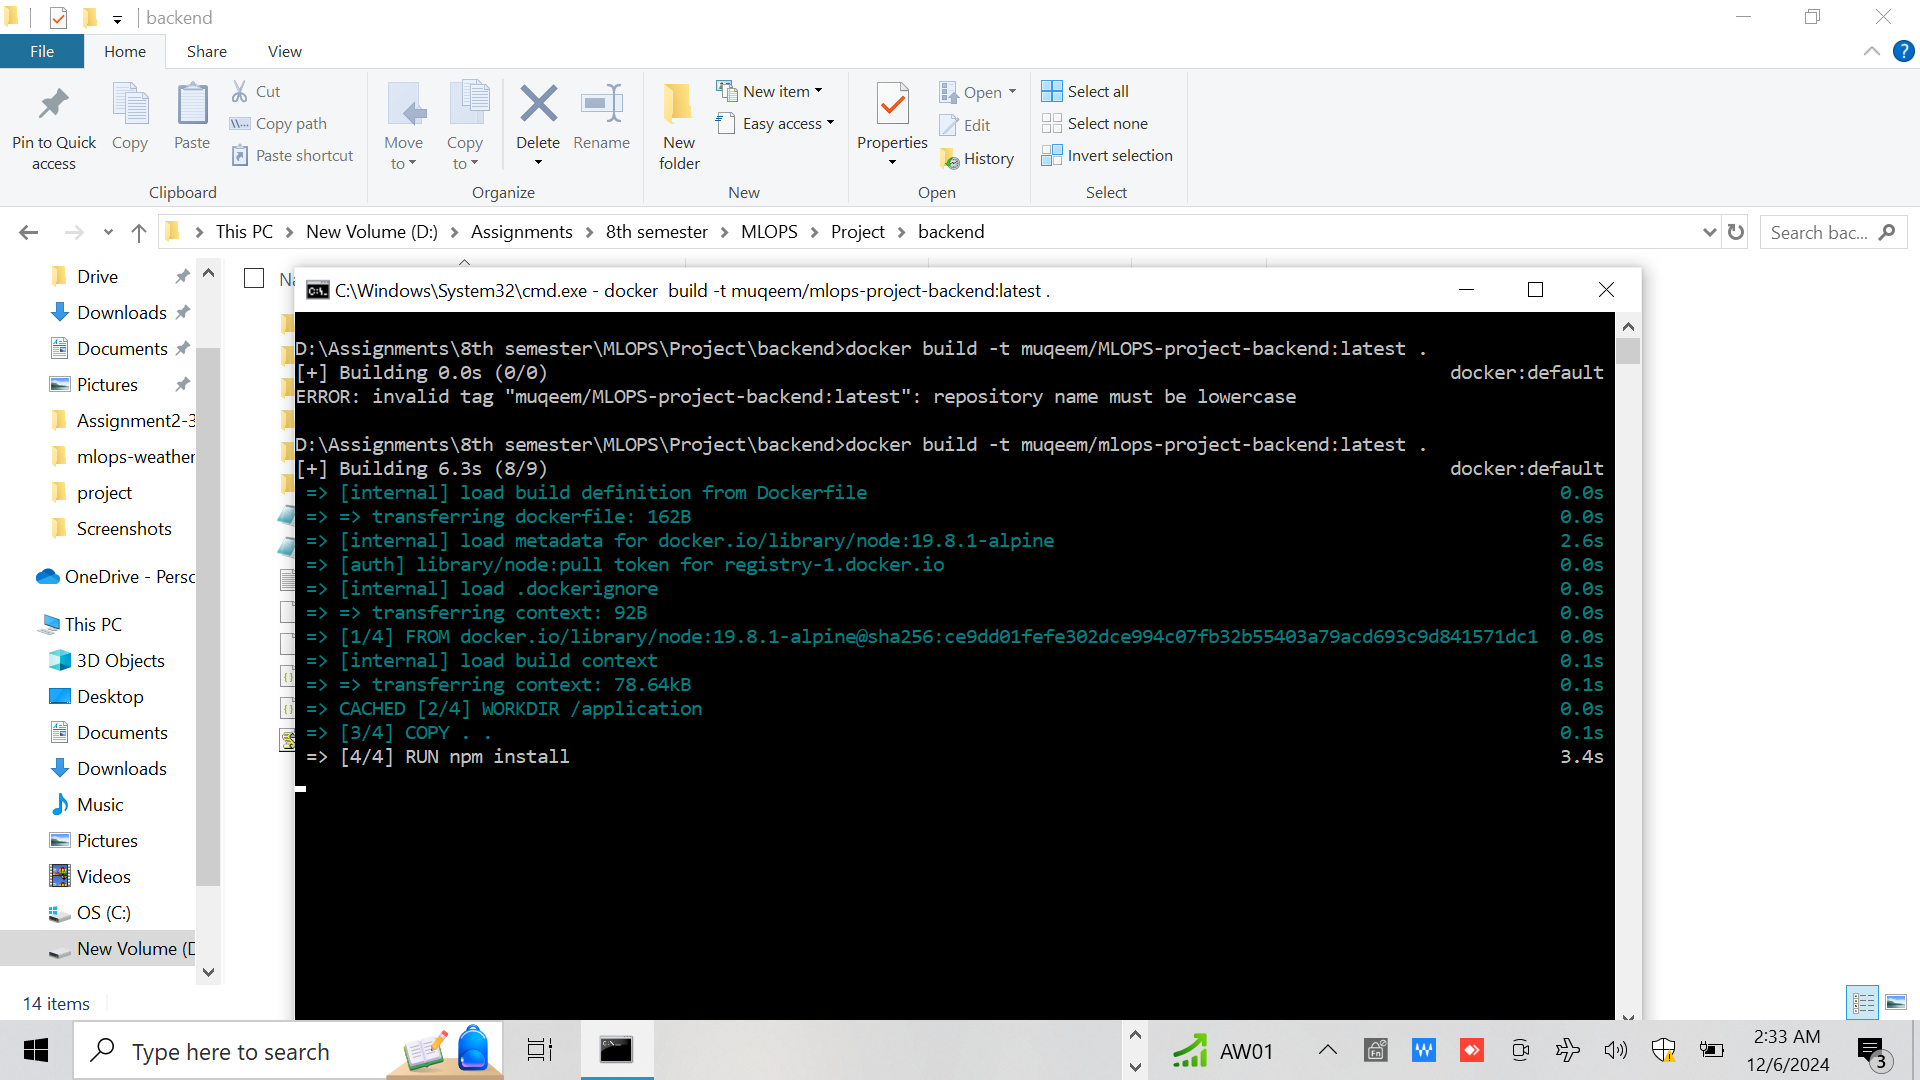 backend
File
Home
Share
View
Pin to Quick access
Copy
Paste
Cut
Copy path
Paste shortcut
Clipboard
Move to
Copy to
Delete
Rename
Organize
New folder
New item
Easy access
New
Properties
Open
Edit
History
Open
Select all
Select none
Invert selection
Select
This PC
New Volume (D:)
Assignments
8th semester
MLOPS
Project
backend
Search bac...
Drive
Downloads
Documents
Pictures
Assignment2-3
mlops-weather
project
Screenshots
OneDrive - Perso
This PC
3D Objects
Desktop
Documents
Downloads
Music
Pictures
Videos
OS (C:)
New Volume (D
14 items
Na
C:\Windows\System32\cmd.exe - docker  build -t muqeem/mlops-project-backend:latest .
D:\Assignments\8th semester\MLOPS\Project\backend>docker build -t muqeem/MLOPS-project-backend:latest .
[+] Building 0.0s (0/0) docker:default
ERROR: invalid tag "muqeem/MLOPS-project-backend:latest": repository name must be lowercase
D:\Assignments\8th semester\MLOPS\Project\backend>docker build -t muqeem/mlops-project-backend:latest .
[+] Building 6.3s (8/9) docker:default
=> [internal] load build definition from Dockerfile 0.0s
=> => transferring dockerfile: 162B 0.0s
=> [internal] load metadata for docker.io/library/node:19.8.1-alpine 2.6s
=> [auth] library/node:pull token for registry-1.docker.io 0.0s
=> [internal] load .dockerignore 0.0s
=> => transferring context: 92B 0.0s
=> [1/4] FROM docker.io/library/node:19.8.1-alpine@sha256:ce9dd01fefe302dce994c07fb32b55403a79acd693c9d841571dc1 0.0s
=> [internal] load build context 0.1s
=> => transferring context: 78.64kB 0.1s
=> CACHED [2/4] WORKDIR /application 0.0s
=> [3/4] COPY . . 0.1s
=> [4/4] RUN npm install 3.4s
Type here to search
AW01
2:33 AM
12/6/2024
3